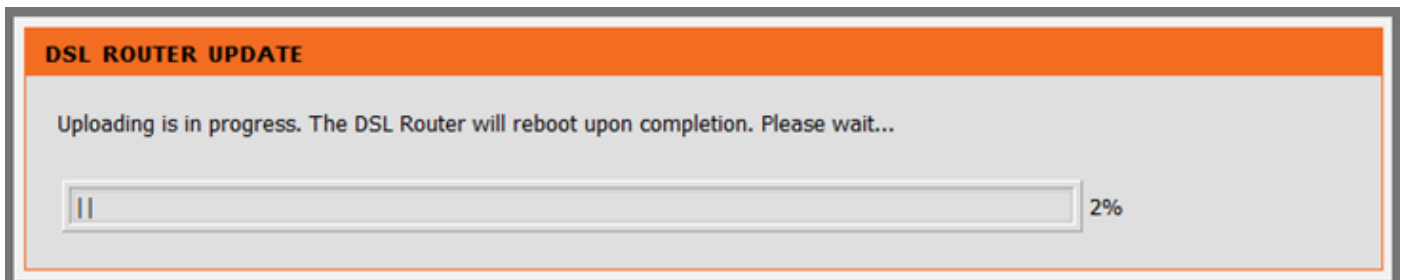 DSL ROUTER UPDATE
Uploading is in progress. The DSL Router will reboot upon completion. Please wait...
2%